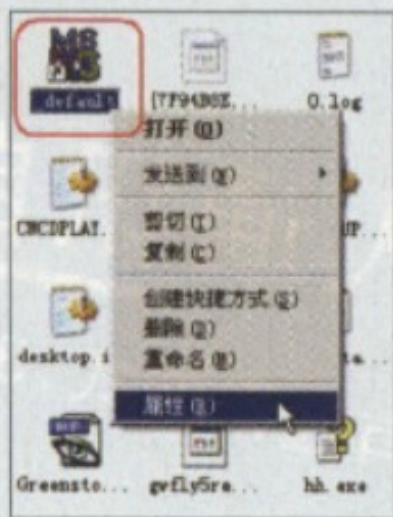 default
0.log
打开(O)
发送到(N)
剪切(T)
复制(C)
创建快捷方式(S)
删除(D)
重命名(M)
属性(R)
CMCDPLAY.
desktop.i
Greensto...
hh.exe